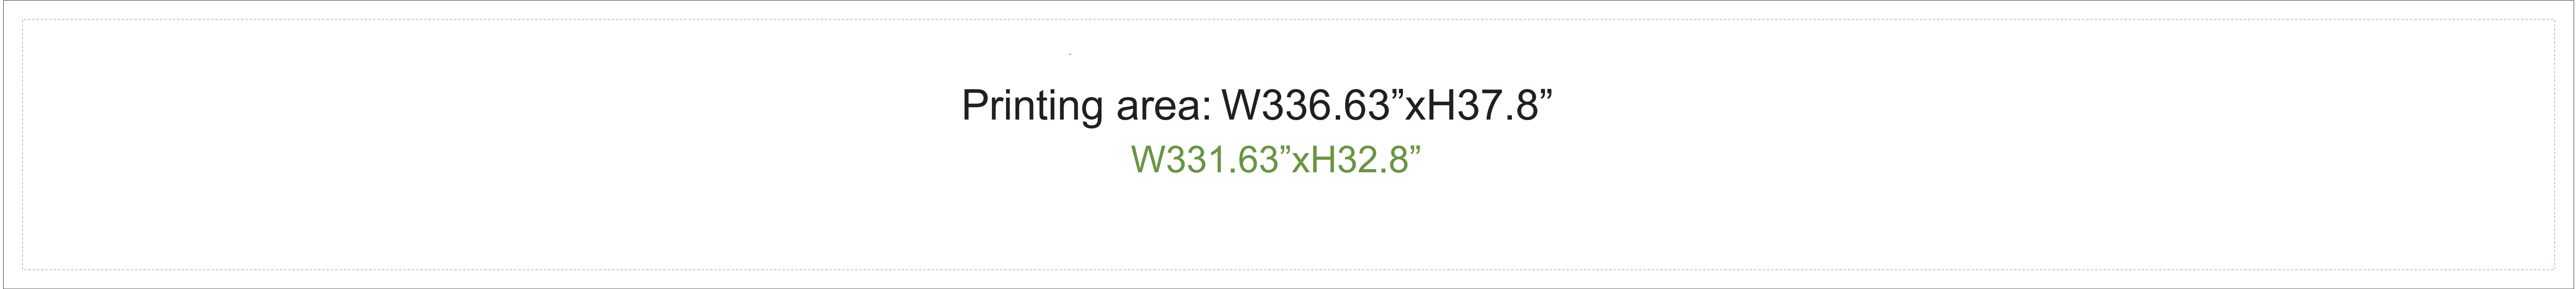 Printing area: W336.63”xH37.8”
W331.63”xH32.8”